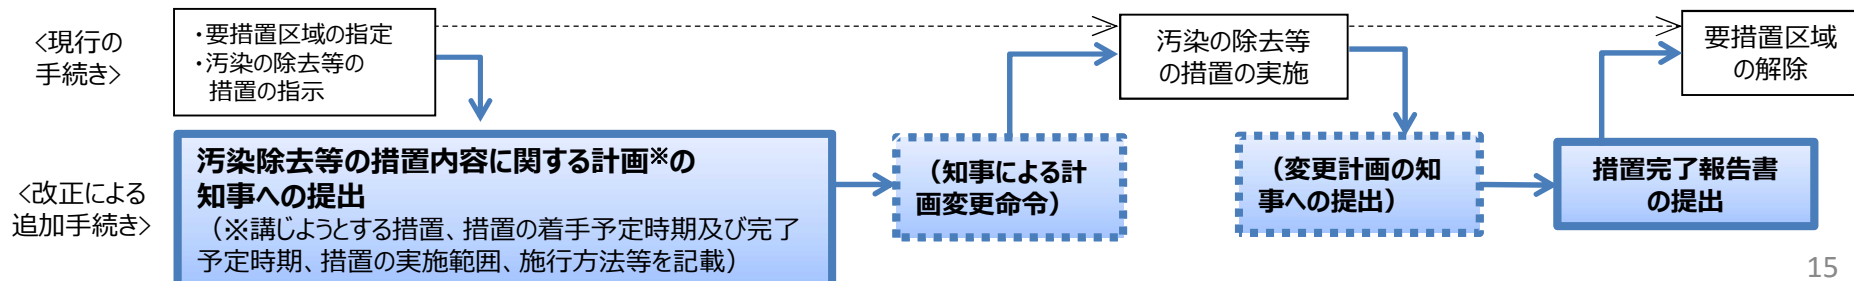 <現行の
手続き>
・要措置区域の指定
・汚染の除去等の
措置の指示
汚染の除去等
の措置の実施
要措置区域
の解除
<改正による
追加手続き>
汚染除去等の措置内容に関する計画※の
知事への提出
（※講じようとする措置、措置の着手予定時期及び完了
予定時期、措置の実施範囲、施行方法等を記載）
（知事による計
画変更命令）
（変更計画の知
事への提出）
措置完了報告書
の提出
15